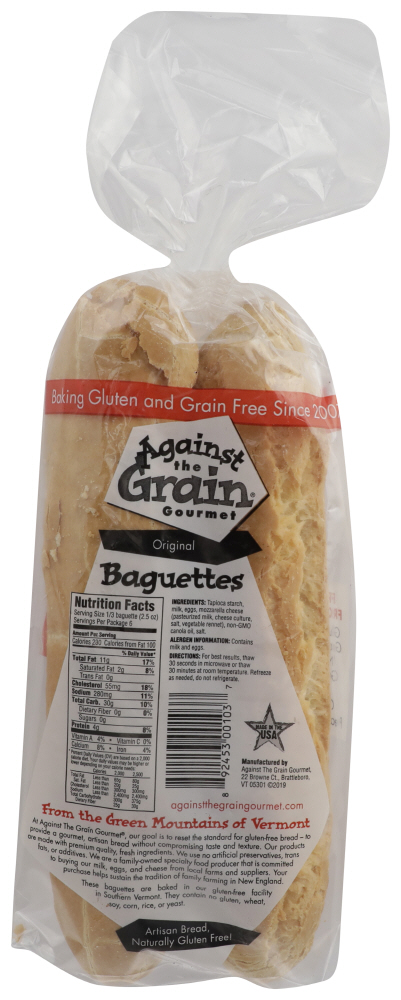 Baking Gluten and Grain Free Since 200
Against
the
Grain®
Gourmet
Original
Baguettes
Nutrition Facts
Serving Size 1/3 baguette (2.5 oz)
Servings Per Package 6
Amount Per Serving
Calories 230 Calories from Fat 100
% Daily Value*
Total Fat 11g 17%
Saturated Fat 2g 8%
Trans Fat 0g
Cholesterol 55mg 18%
Sodium 280mg 11%
Total Carb. 30g 10%
Dietary Fiber 0g 0%
Sugars 0g
Protein 4g 8%
Vitamin A 4% • Vitamin C 0%
Calcium 8% • Iron 4%
INGREDIENTS: Tapioca starch,
milk, eggs, mozzarella cheese
(pasteurized milk, cheese culture,
salt, vegetable rennet), non-GMO
canola oil, salt.
ALERGEN INFORMATION: Contains
milk and eggs.
DIRECTIONS: For best results, thaw
30 seconds in microwave or thaw
30 minutes at room temperature. Refreeze
as needed, do not refrigerate.
8 92453 00103 7
MADE IN THE
USA
Manufactured by
Against The Grain Gourmet,
22 Browne Ct., Brattleboro,
VT 05301 ©2019
againstthegraingourmet.com
From the Green Mountains of Vermont
At Against The Grain Gourmet®, our goal is to reset the standard for gluten-free bread – to
provide a gourmet, artisan bread without compromising taste and texture. Our products
are made with premium quality, fresh ingredients. We use no artificial preservatives, trans
fats, or additives. We are a family-owned specialty food producer that is committed
to buying our milk, eggs, and cheese from local farms and suppliers. Your
purchase helps sustain the tradition of family farming in New England.
These baguettes are baked in our gluten-free facility
in Southern Vermont. They contain no gluten, wheat,
soy, corn, rice, or yeast.
Artisan Bread,
Naturally Gluten Free!